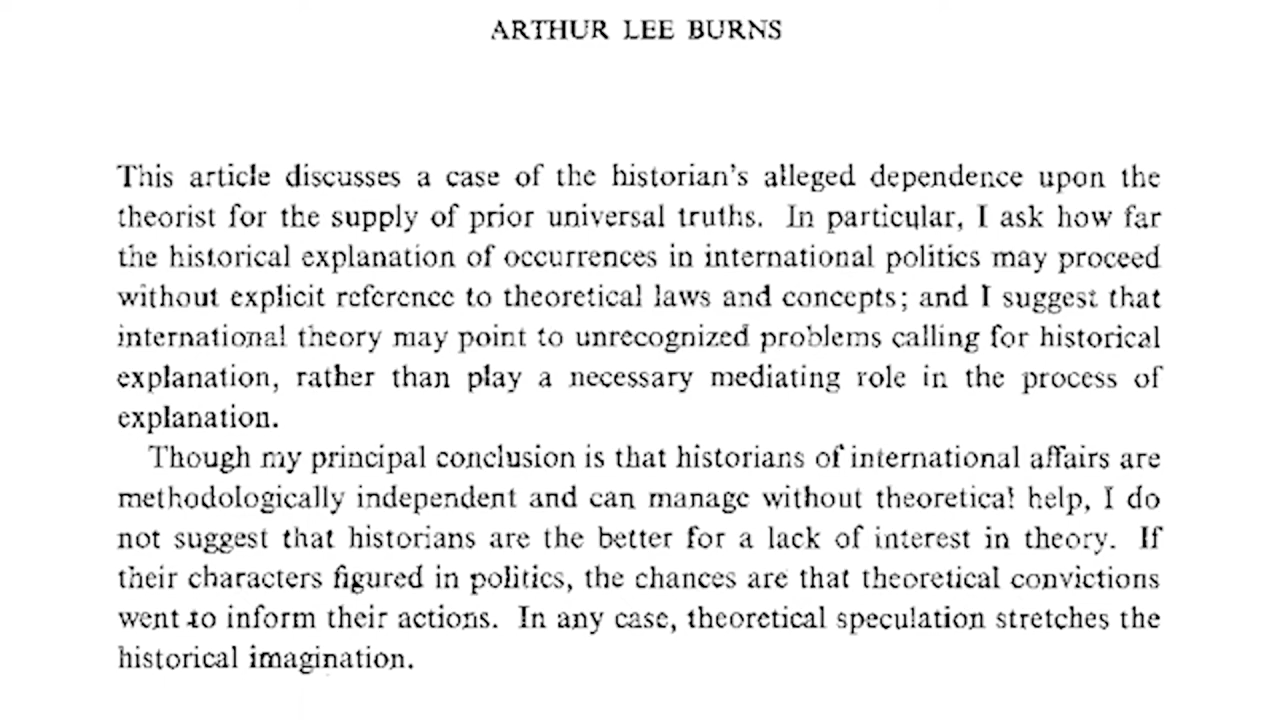 ARTHUR LEE BURNS
This article discusses a case of the historian's alleged dependence upon the
theorist for the supply of prior universal truths. In particular, I ask how far
the historical explanation of occurrences in international politics may proceed
without explicit reference to theoretical laws and concepts; and I suggest that
international theory may point to unrecognized problems calling for historical
explanation, rather than play a necessary mediating role in the process of
explanation.
Though my principal conclusion is that historians of international affairs are
methodologically independent and can manage without theoretical help, I do
not suggest that historians are the better for a lack of interest in theory. If
their characters figured in politics, the chances are that theoretical convictions
went to inform their actions. In any case, theoretical speculation stretches the
historical imagination.